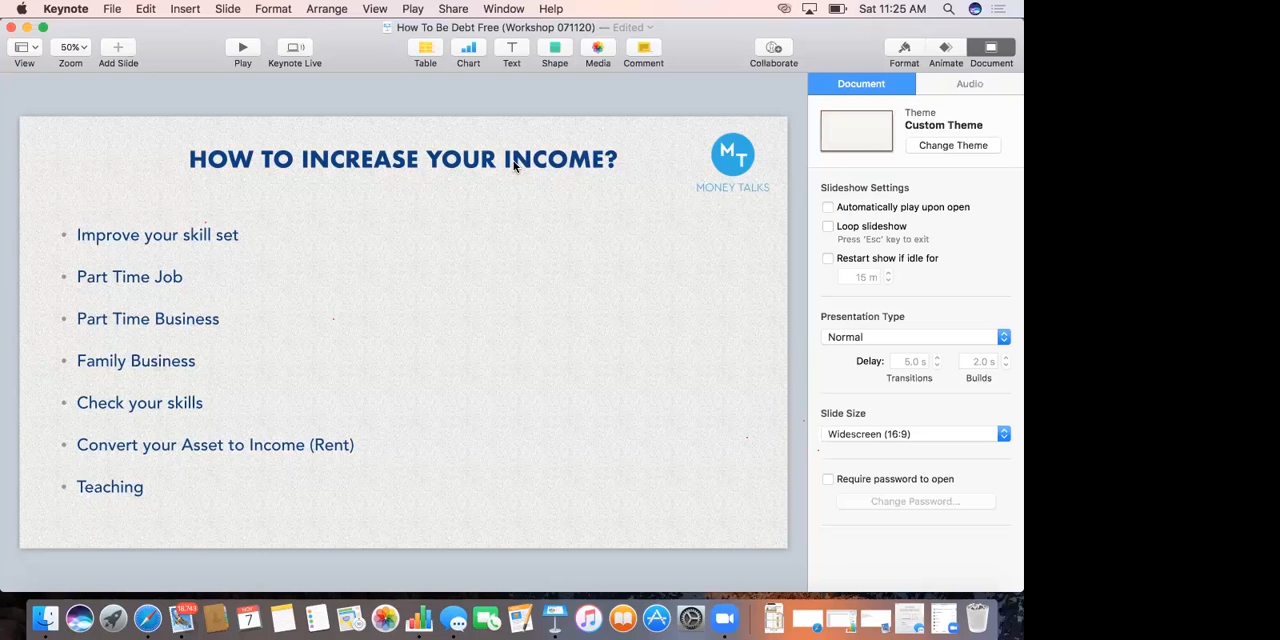 Keynote File Edit Insert Slide Format Arrange View Play Share Window Help Sat 11:25 AM
How To Be Debt Free (Workshop 071120) — Edited
50%
View Zoom Add Slide Play Keynote Live Table Chart Text Shape Media Comment Collaborate Format Animate Document
Document Audio
Theme
Custom Theme
Change Theme
HOW TO INCREASE YOUR INCOME?
MT
MONEY TALKS
Improve your skill set
Part Time Job
Part Time Business
Family Business
Check your skills
Convert your Asset to Income (Rent)
Teaching
Slideshow Settings
Automatically play upon open
Loop slideshow
Press 'Esc' key to exit
Restart show if idle for
15 m
Presentation Type
Normal
Delay: 5.0 s 2.0 s
Transitions Builds
Slide Size
Widescreen (16:9)
Require password to open
Change Password...
18,743
NOV
7